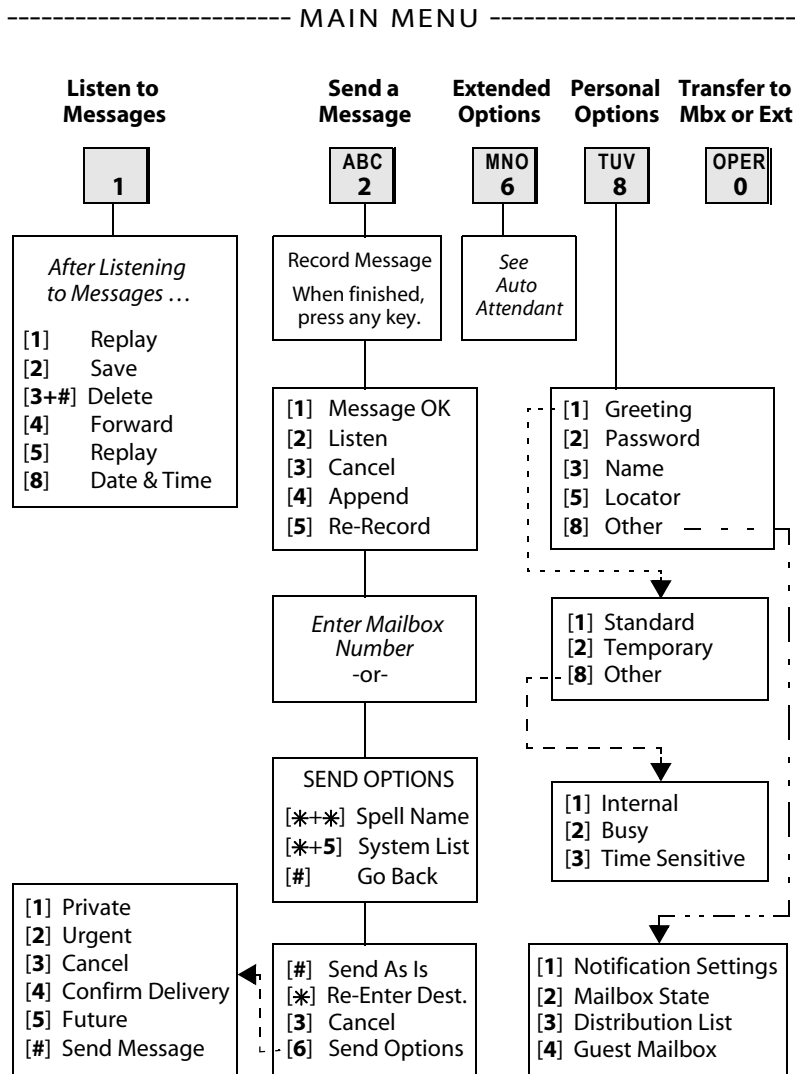 MAIN MENU
Listen to
Messages
1
After Listening
to Messages …
[1] Replay
[2] Save
[3+#] Delete
[4] Forward
[5] Replay
[8] Date & Time
Send a
Message
ABC
2
Record Message
When finished,
press any key.
[1] Message OK
[2] Listen
[3] Cancel
[4] Append
[5] Re-Record
Enter Mailbox
Number
-or-
SEND OPTIONS
[*+*] Spell Name
[*+5] System List
[#] Go Back
[#] Send As Is
[*] Re-Enter Dest.
[3] Cancel
[6] Send Options
[1] Private
[2] Urgent
[3] Cancel
[4] Confirm Delivery
[5] Future
[#] Send Message
Extended
Options
MNO
6
See
Auto
Attendant
Personal
Options
TUV
8
[1] Greeting
[2] Password
[3] Name
[5] Locator
[8] Other
[1] Standard
[2] Temporary
[8] Other
[1] Internal
[2] Busy
[3] Time Sensitive
[1] Notification Settings
[2] Mailbox State
[3] Distribution List
[4] Guest Mailbox
Transfer to
Mbx or Ext
OPER
0